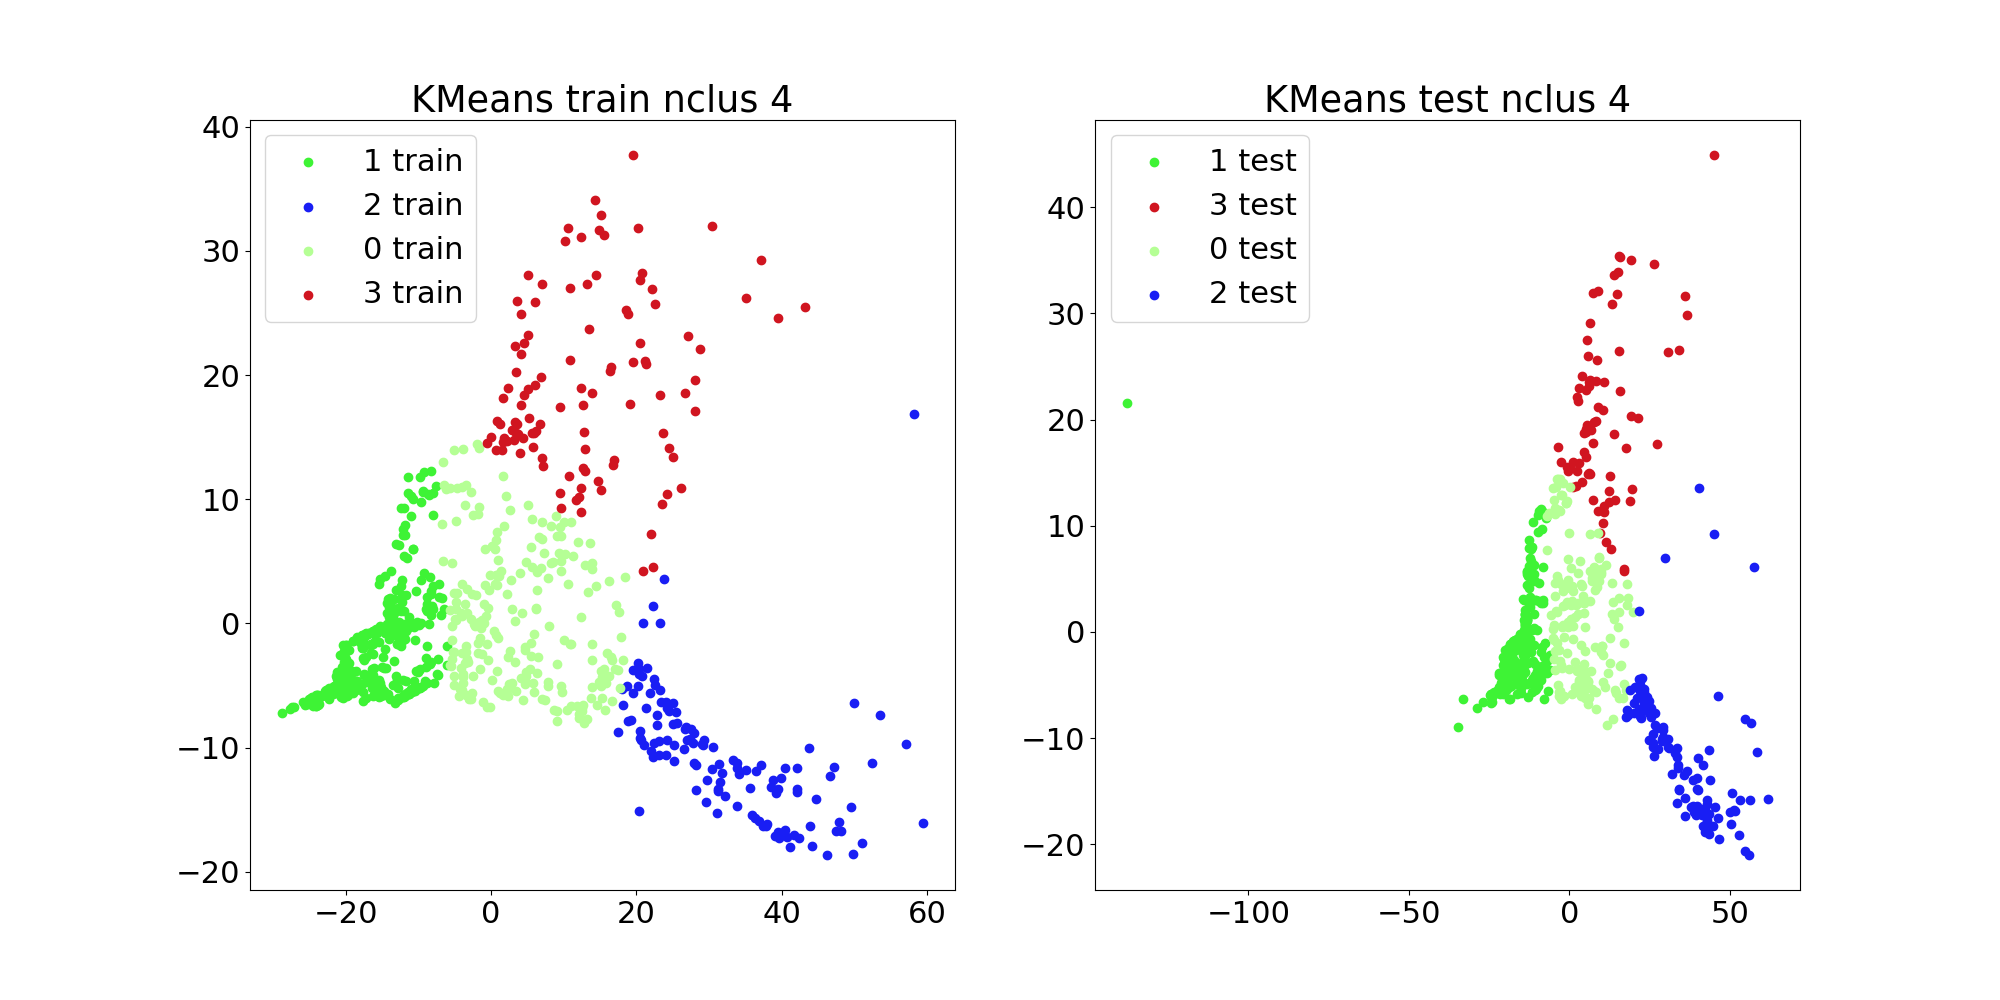 KMeans train nclus 4
40
30
20
10
0
−10
−20
−20 0 20 40 60
1 train
2 train
0 train
3 train
KMeans test nclus 4
40
30
20
10
0
−10
−20
−100 −50 0 50
1 test
3 test
0 test
2 test